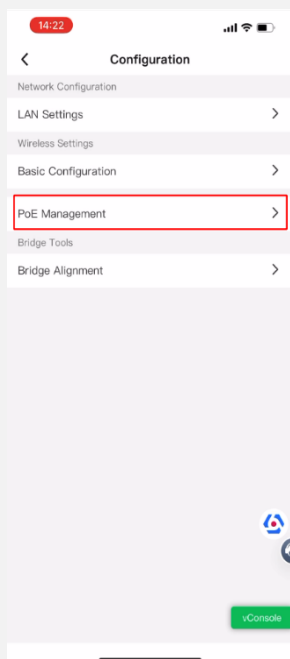 14:22
Configuration
Network Configuration
LAN Settings
Wireless Settings
Basic Configuration
PoE Management
Bridge Tools
Bridge Alignment
vConsole